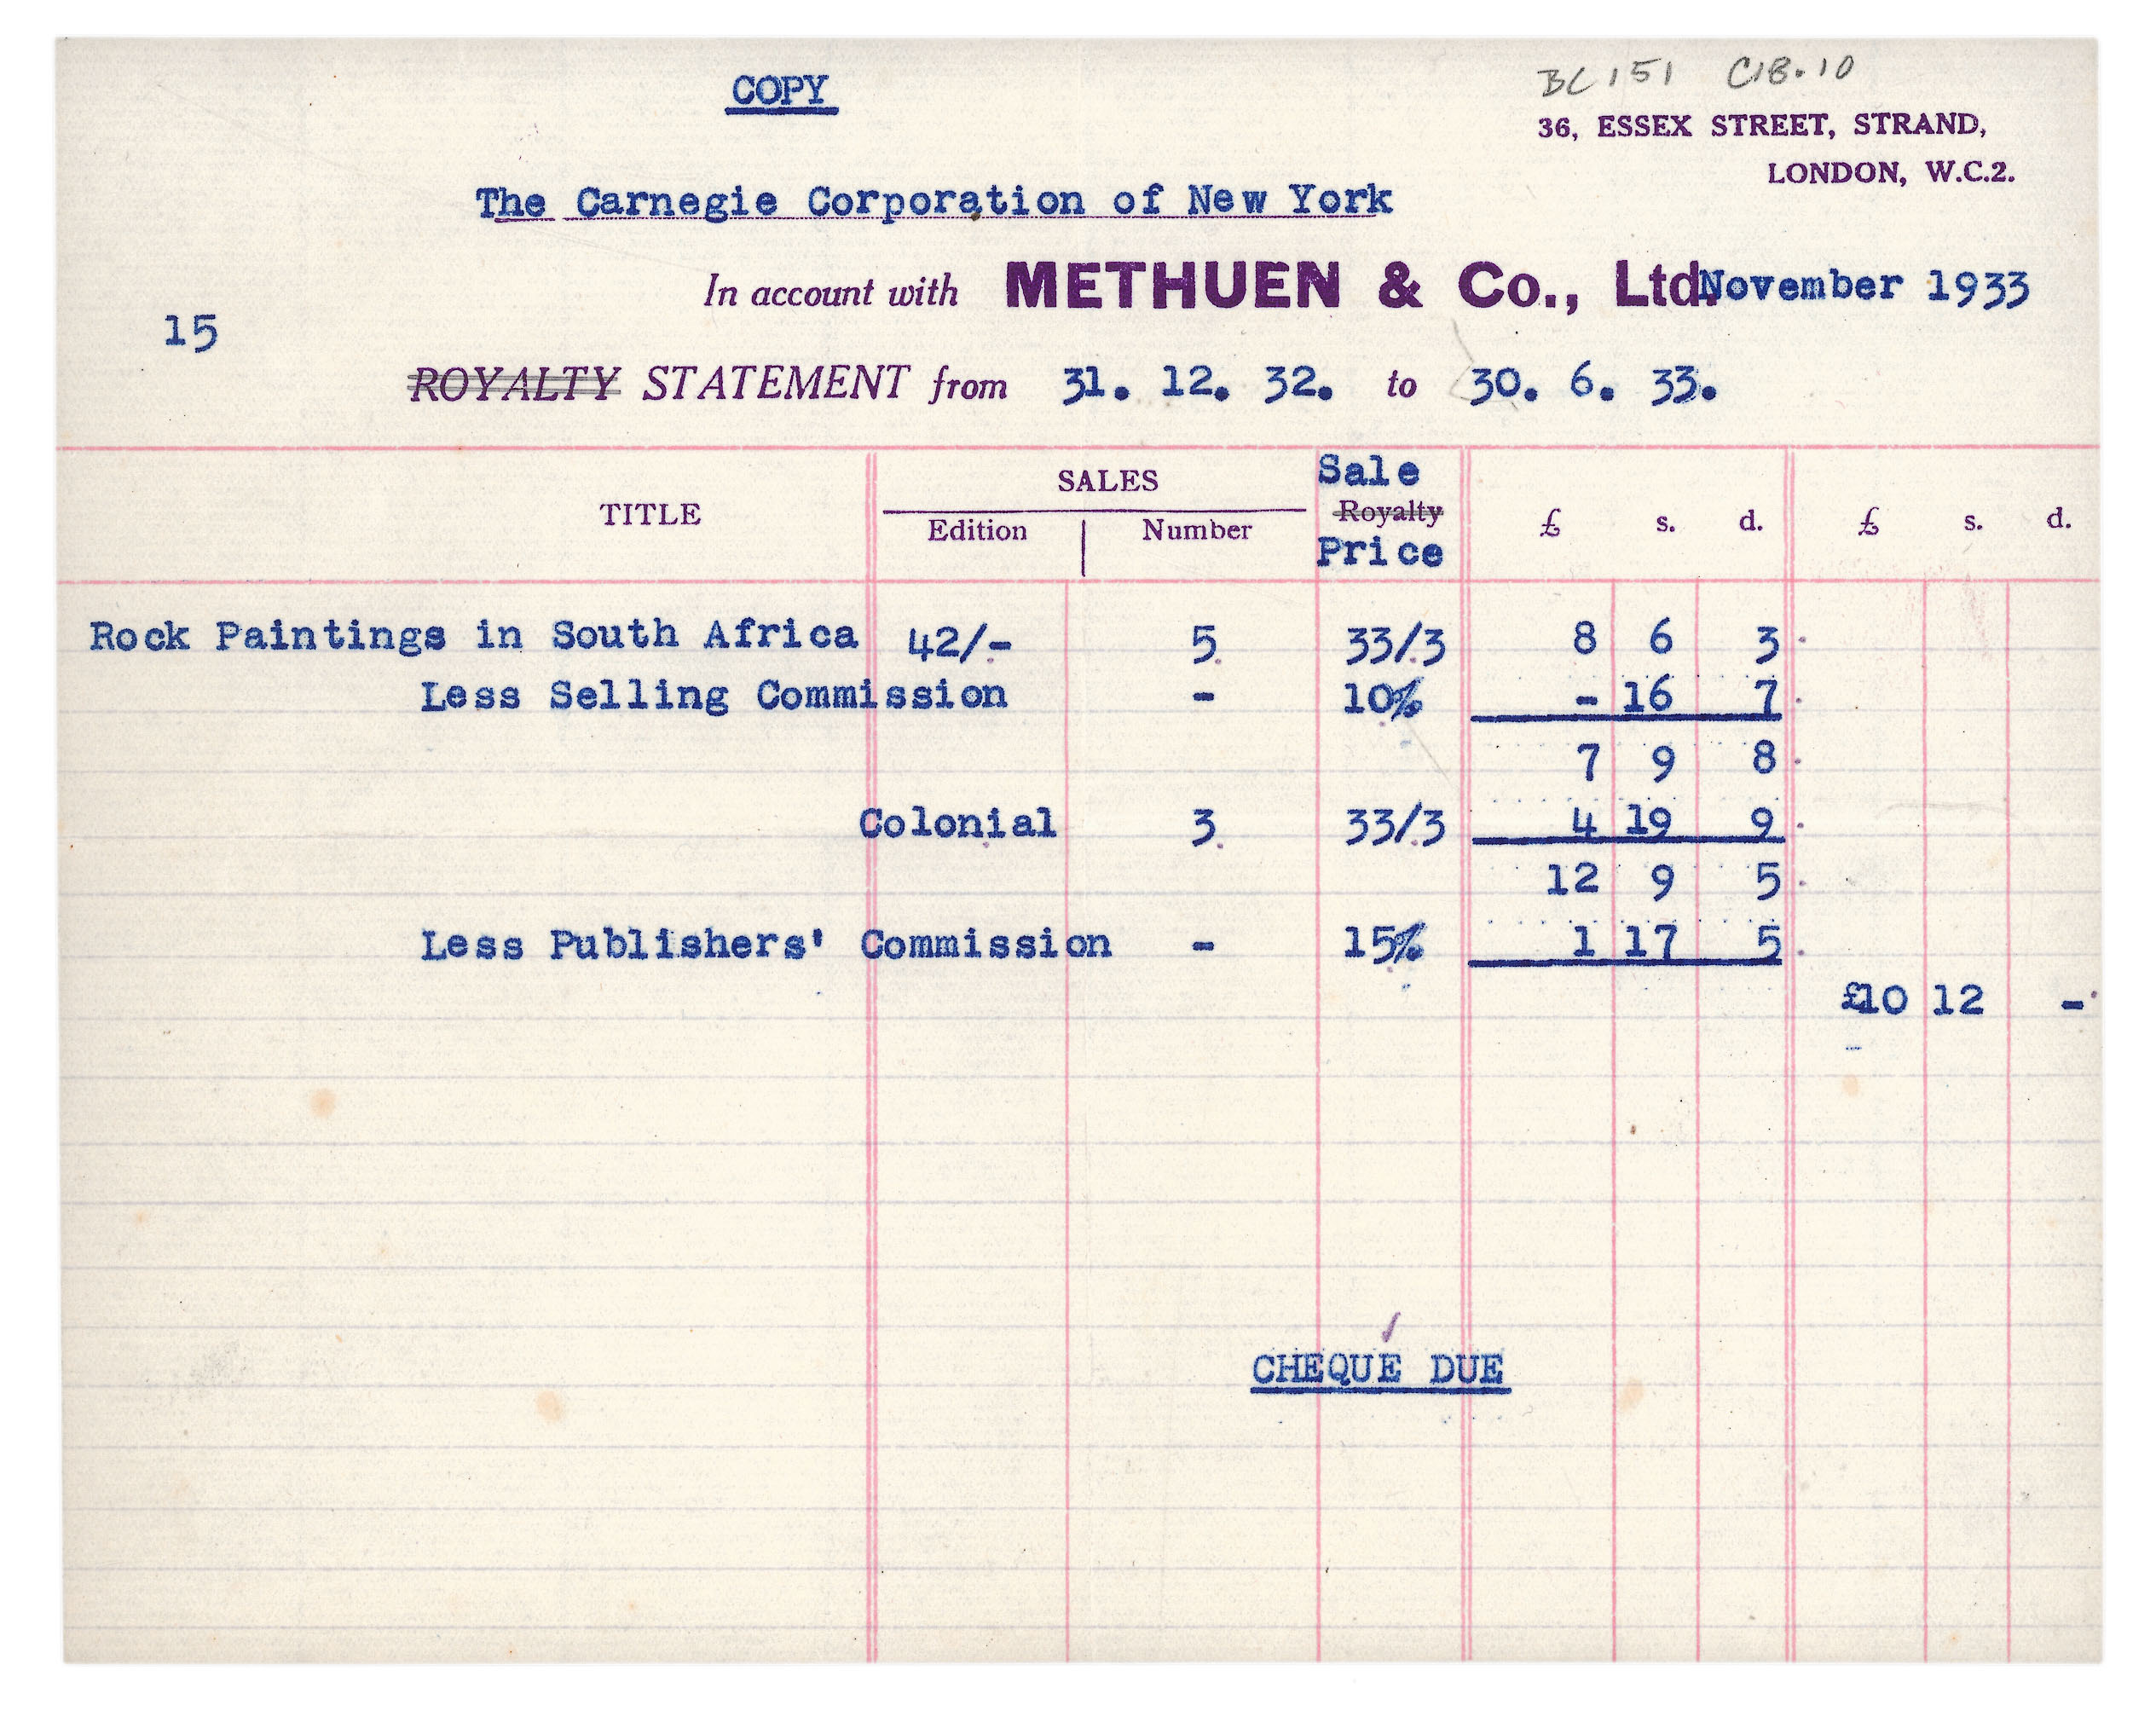 COPY
BC 151 C18.10
36, ESSEX STREET, STRAND,
LONDON, W.C.2.
The Carnegie Corporation of New York
In account with METHUEN & Co., Ltd. November 1933
15
ROYALTY STATEMENT from 31. 12. 32. to 30. 6. 33.
TITLE SALES Edition Number Sale Royalty Price £ s. d. £ s. d.
Rock Paintings in South Africa 42/- 5 33/3 8 6 3
Less Selling Commission - 10% - 16 7
7 9 8
Colonial 3 33/3 4 19 9
12 9 5
Less Publishers' Commission - 15% 1 17 5
£10 12 -
CHEQUE DUE